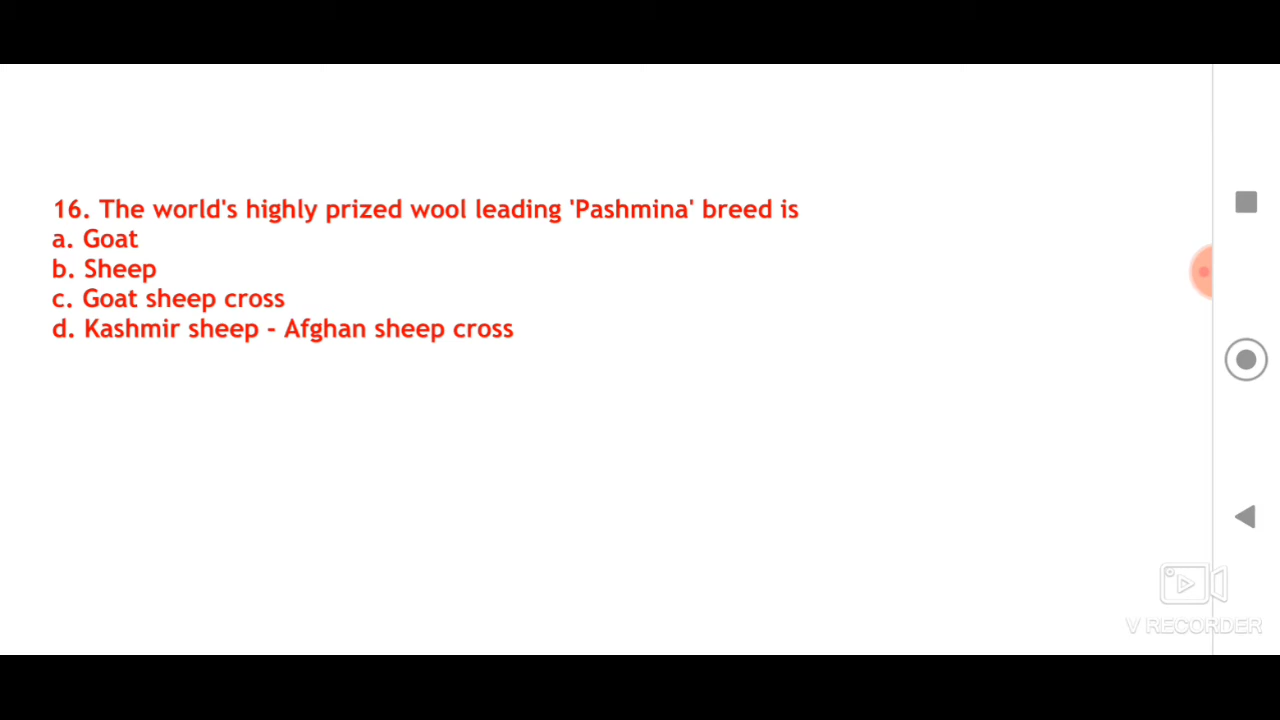 16. The world's highly prized wool leading 'Pashmina' breed is
a. Goat
b. Sheep
c. Goat sheep cross
d. Kashmir sheep - Afghan sheep cross
V RECORDER